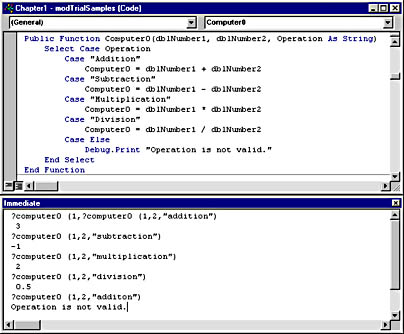 Chapter1 - modTrialSamples [Code]
(General)
Computer0
Public Function Computer0(dblNumber1, dblNumber2, Operation As String)
Select Case Operation
Case "Addition"
Computer0 = dblNumber1 + dblNumber2
Case "Subtraction"
Computer0 = dblNumber1 - dblNumber2
Case "Multiplication"
Computer0 = dblNumber1 * dblNumber2
Case "Division"
Computer0 = dblNumber1 / dblNumber2
Case Else
Debug.Print "Operation is not valid."
End Select
End Function
Immediate
?computer0 (1,?computer0 (1,2,"addition")
3
?computer0 (1,2,"subtraction")
-1
?computer0 (1,2,"multiplication")
2
?computer0 (1,2,"division")
0.5
?computer0 (1,2,"additon")
Operation is not valid.